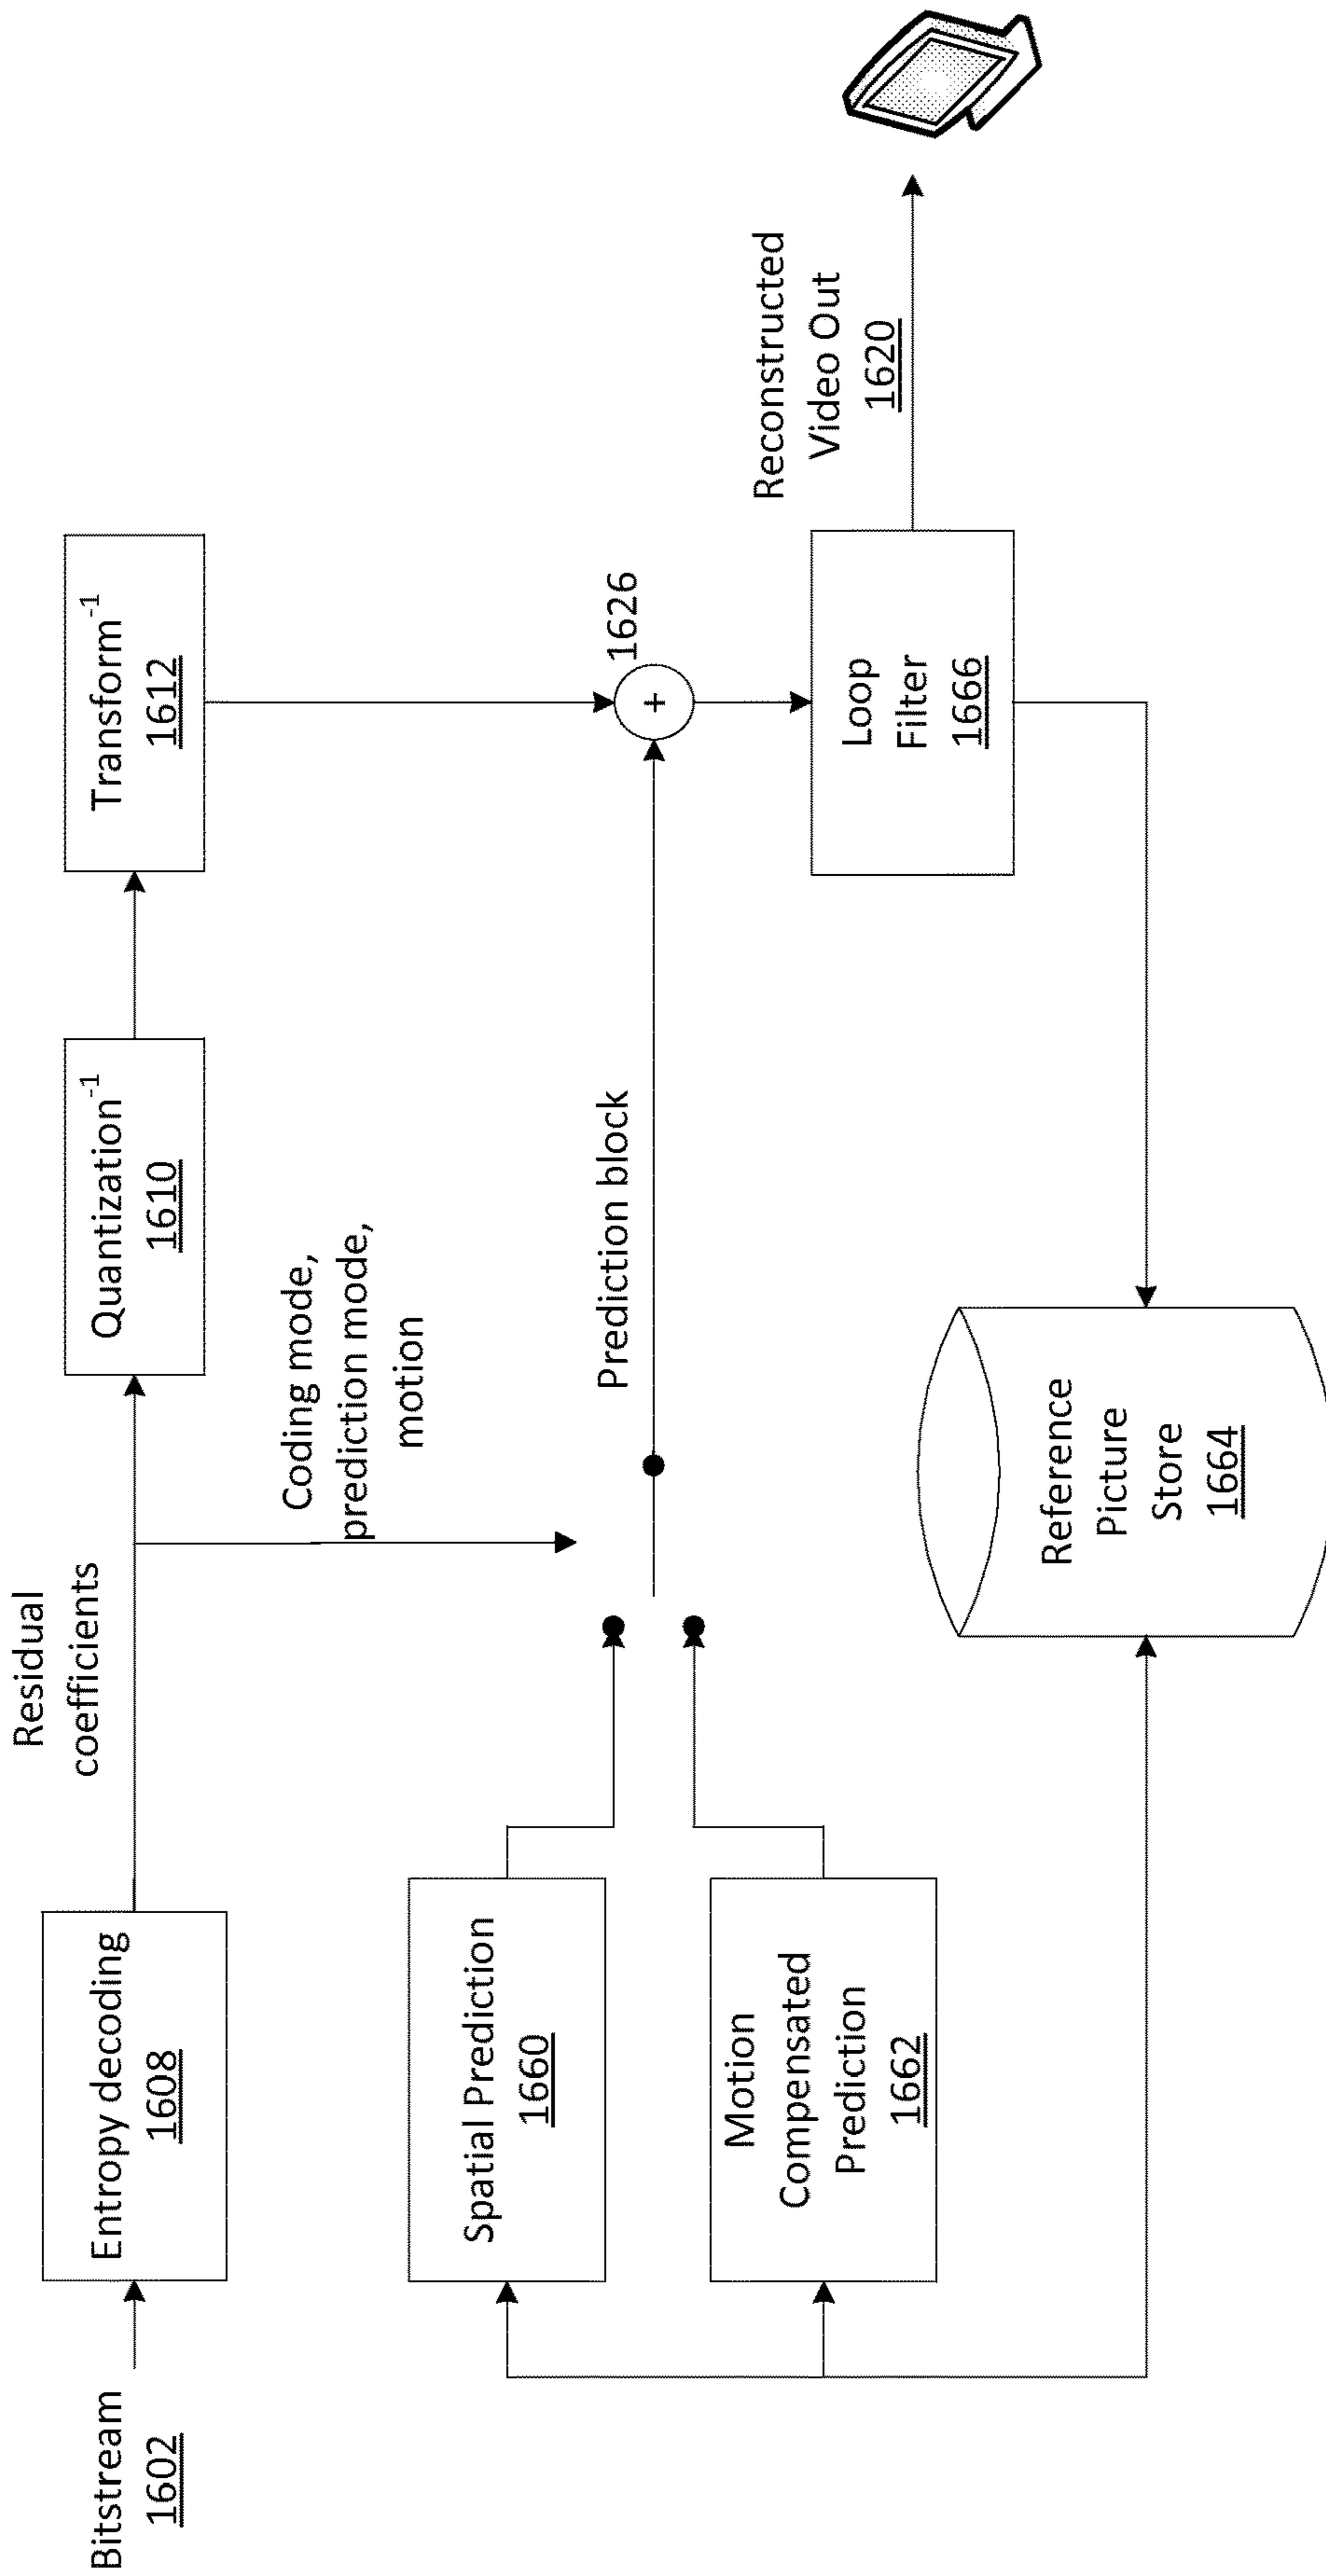 Bitstream
1602
Entropy decoding
1608
Residual
coefficients
Quantization-1
1610
Transform-1
1612
Coding mode,
prediction mode,
motion
Spatial Prediction
1660
Motion
Compensated
Prediction
1662
Prediction block
+
1626
Loop
Filter
1666
Reconstructed
Video Out
1620
Reference
Picture
Store
1664